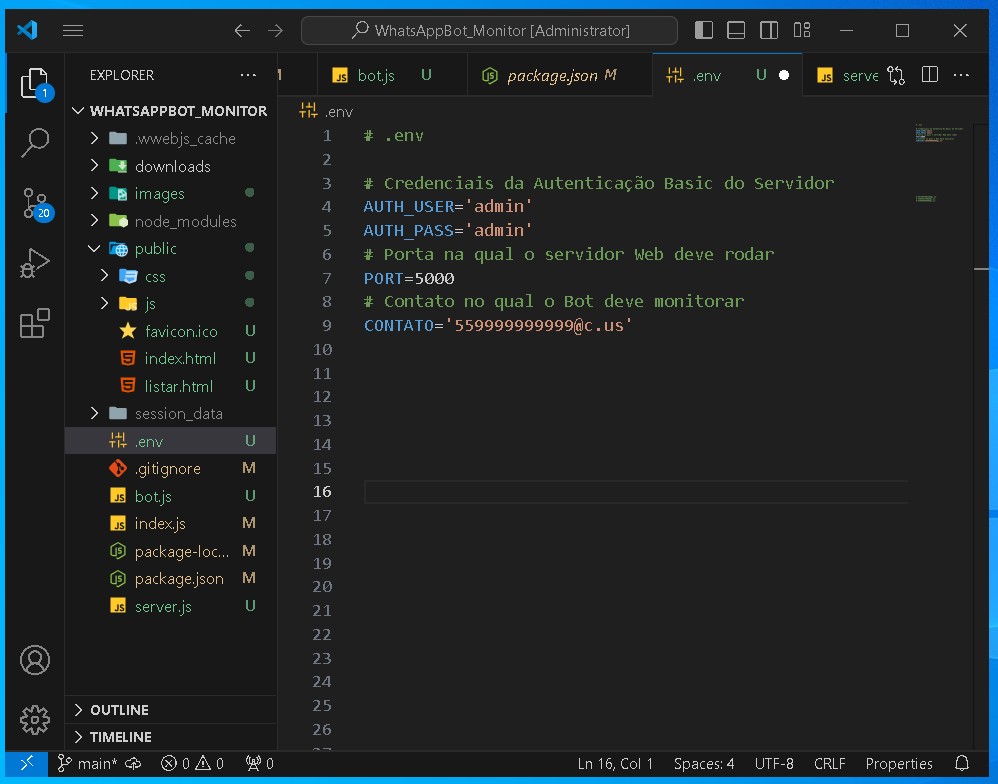 WhatsAppBot_Monitor [Administrator]
EXPLORER
bot.js U
package.json M
.env U
serve
1
WHATSAPPBOT_MONITOR
.env
.wwebjs_cache
downloads
images
node_modules
public
css
js
favicon.ico U
index.html U
listar.html U
session_data
.env U
.gitignore M
bot.js U
index.js M
package-loc... M
package.json M
server.js U
20
OUTLINE
TIMELINE
1 # .env
2
3 # Credenciais da Autenticação Basic do Servidor
4 AUTH_USER='admin'
5 AUTH_PASS='admin'
6 # Porta na qual o servidor Web deve rodar
7 PORT=5000
8 # Contato no qual o Bot deve monitorar
9 CONTATO='559999999999@c.us'
10
11
12
13
14
15
16
17
18
19
20
21
22
23
24
25
26
main* 0 0 0 Ln 16, Col 1 Spaces: 4 UTF-8 CRLF Properties